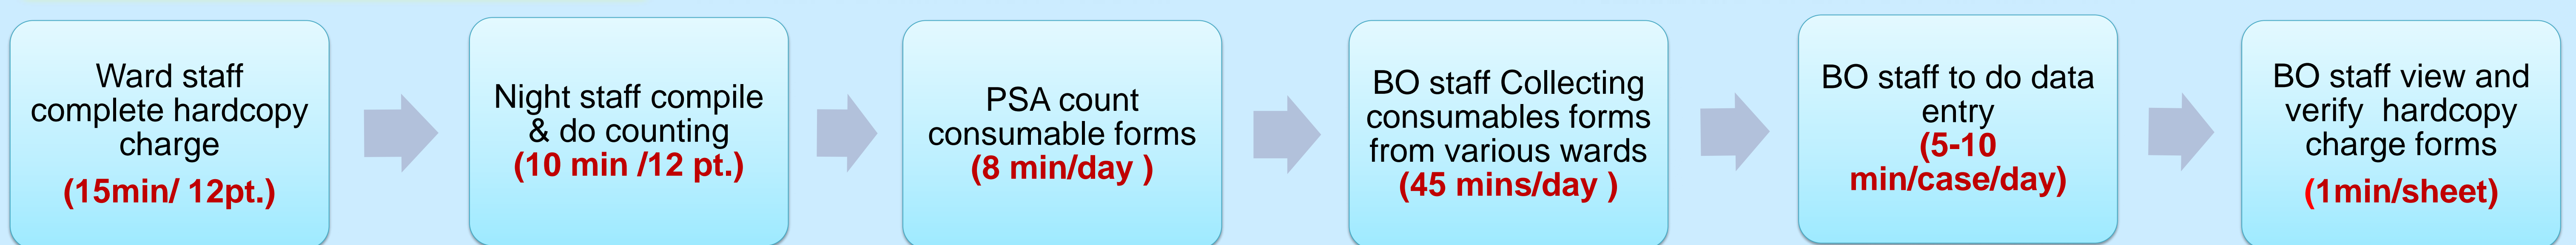 Ward staff
complete hardcopy
charge
(15min/ 12pt.)
Night staff compile
& do counting
(10 min /12 pt.)
PSA count
consumable forms
(8 min/day )
BO staff Collecting
consumables forms
from various wards
(45 mins/day )
BO staff to do data
entry
(5-10
min/case/day)
BO staff view and
verify  hardcopy
charge forms
(1min/sheet)